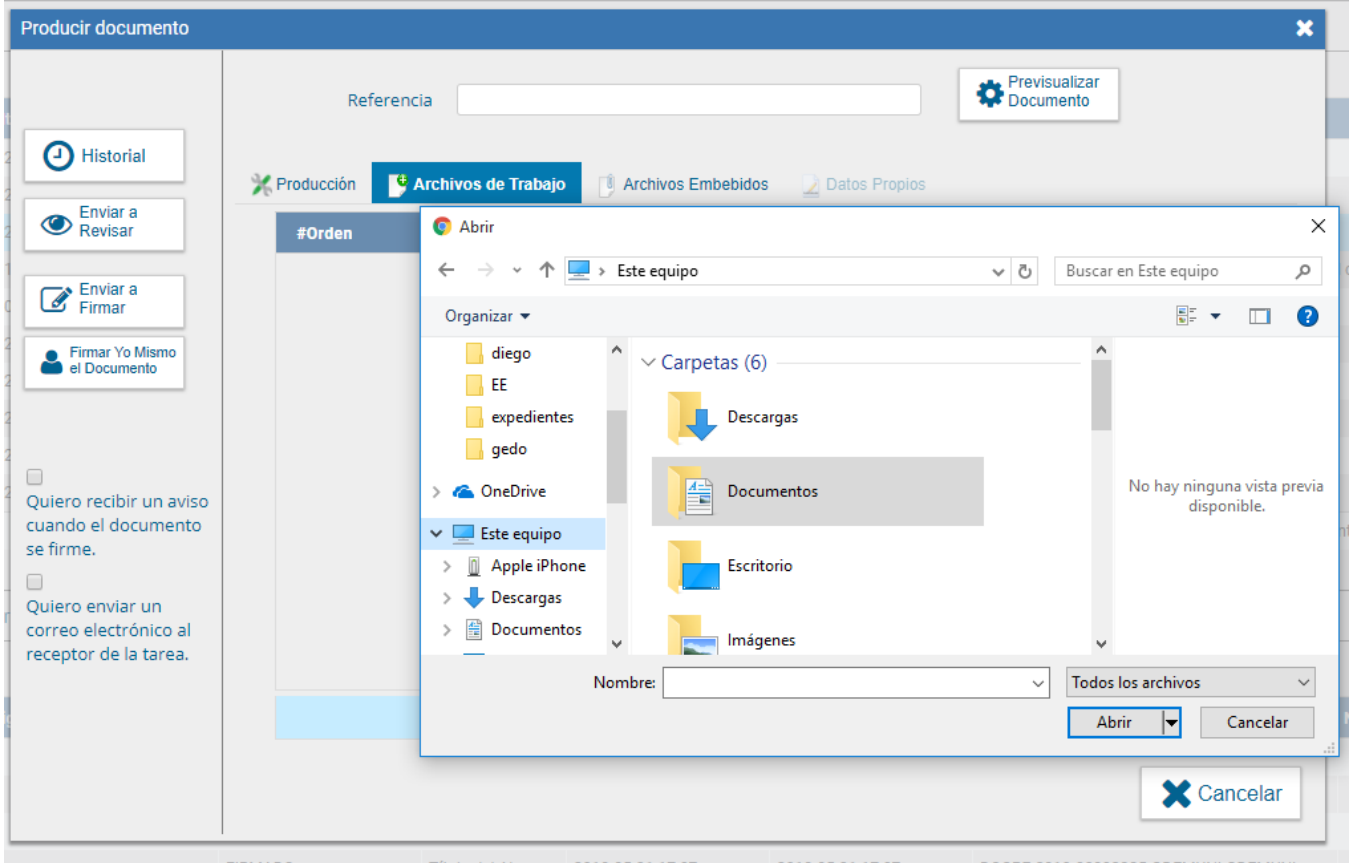 Producir documento
Referencia
Previsualizar
Documento
Historial
Enviar a
Revisar
Enviar a
Firmar
Firmar Yo Mismo
el Documento
Quiero recibir un aviso
cuando el documento
se firme.
Quiero enviar un
correo electrónico al
receptor de la tarea.
Producción
Archivos de Trabajo
Archivos Embebidos
Datos Propios
#Orden
Abrir
Este equipo
Buscar en Este equipo
Organizar
diego
EE
expedientes
gedo
OneDrive
Este equipo
Apple iPhone
Descargas
Documentos
Carpetas (6)
Descargas
Documentos
Escritorio
Imágenes
No hay ninguna vista previa
disponible.
Nombre:
Todos los archivos
Abrir
Cancelar
Cancelar